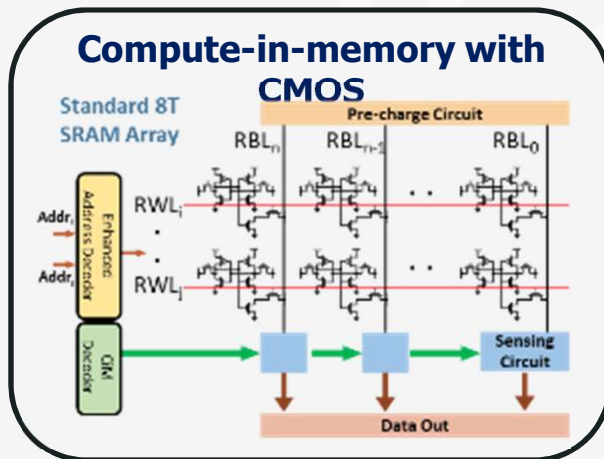 Compute-in-memory with
CMOS
Standard 8T
SRAM Array
Pre-charge Circuit
RBLn RBLn-1 RBL0
Enhanced
Address Decoder
Addri
Addr
RWLi
RWLj
CiM
Decoder
Sensing
Circuit
Data Out